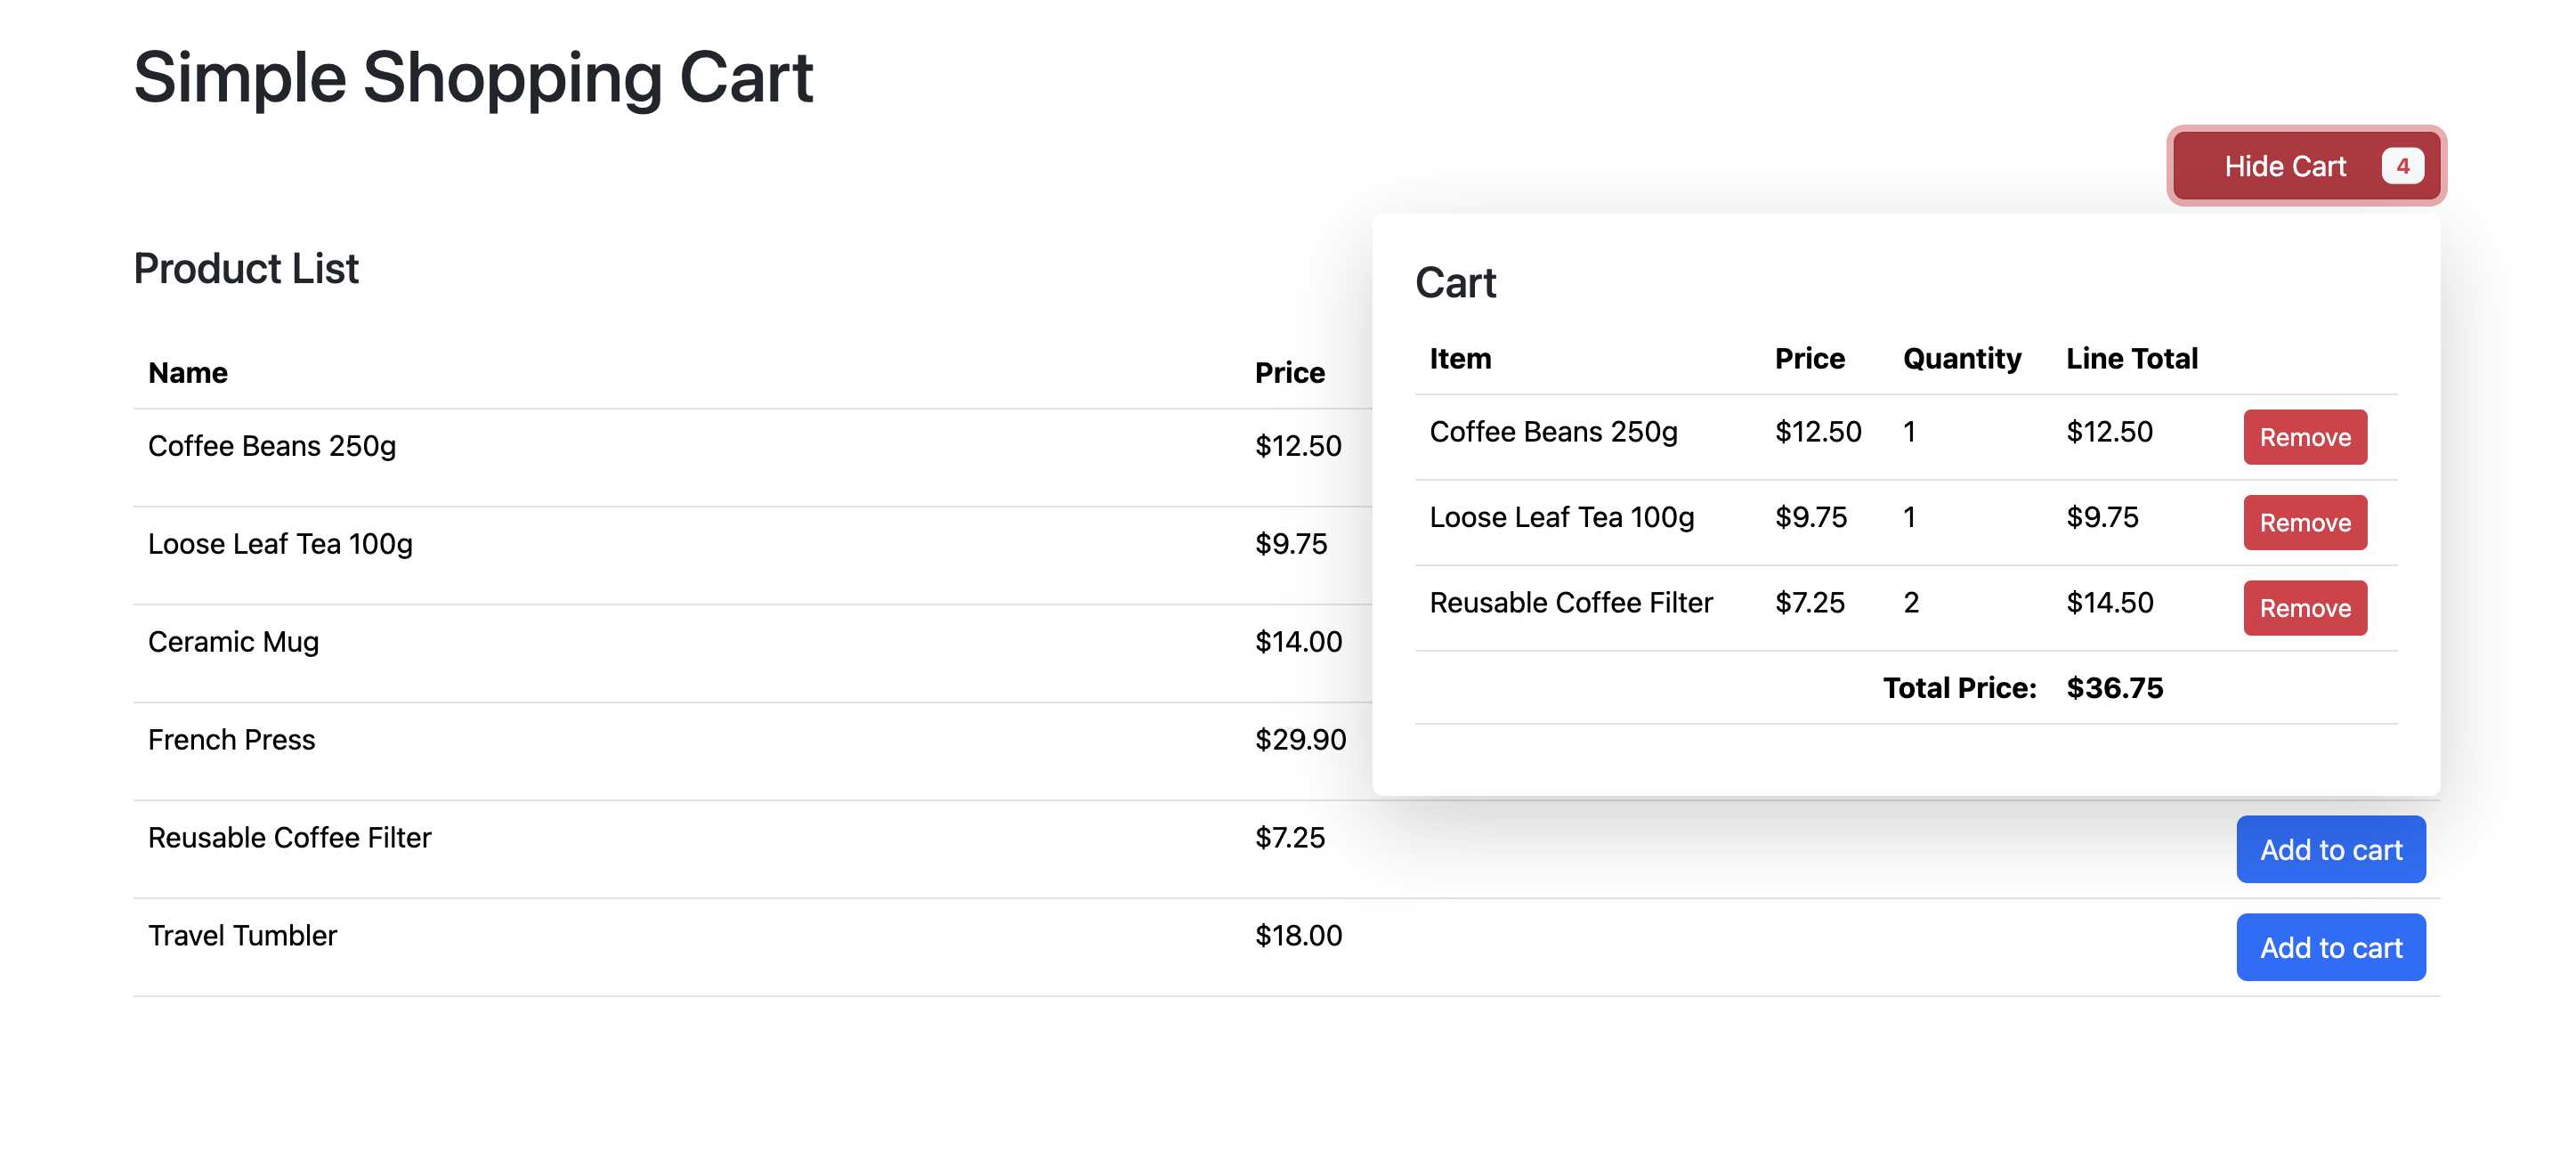 Simple Shopping Cart
Hide Cart 4
Product List
Name Price
Coffee Beans 250g $12.50
Loose Leaf Tea 100g $9.75
Ceramic Mug $14.00
French Press $29.90
Reusable Coffee Filter $7.25 Add to cart
Travel Tumbler $18.00 Add to cart
Cart
Item Price Quantity Line Total
Coffee Beans 250g $12.50 1 $12.50 Remove
Loose Leaf Tea 100g $9.75 1 $9.75 Remove
Reusable Coffee Filter $7.25 2 $14.50 Remove
Total Price: $36.75